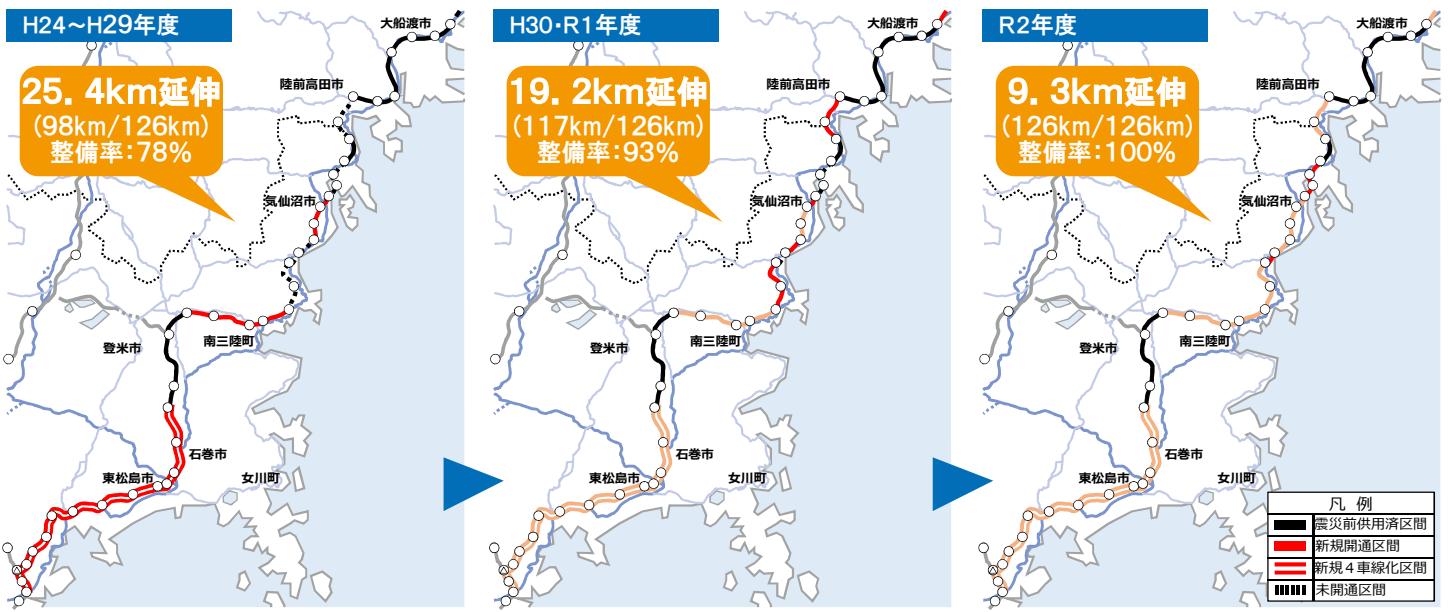 H24～H29年度
25.4km延伸
(98km/126km)
整備率:78%
大船渡市
陸前高田市
気仙沼市
南三陸町
登米市
石巻市
東松島市
女川町
H30・R1年度
19.2km延伸
(117km/126km)
整備率:93%
大船渡市
陸前高田市
気仙沼市
南三陸町
登米市
石巻市
東松島市
女川町
R2年度
9.3km延伸
(126km/126km)
整備率:100%
大船渡市
陸前高田市
気仙沼市
南三陸町
登米市
石巻市
東松島市
女川町
凡 例
震災前供用済区間
新規開通区間
新規４車線化区間
未開通区間